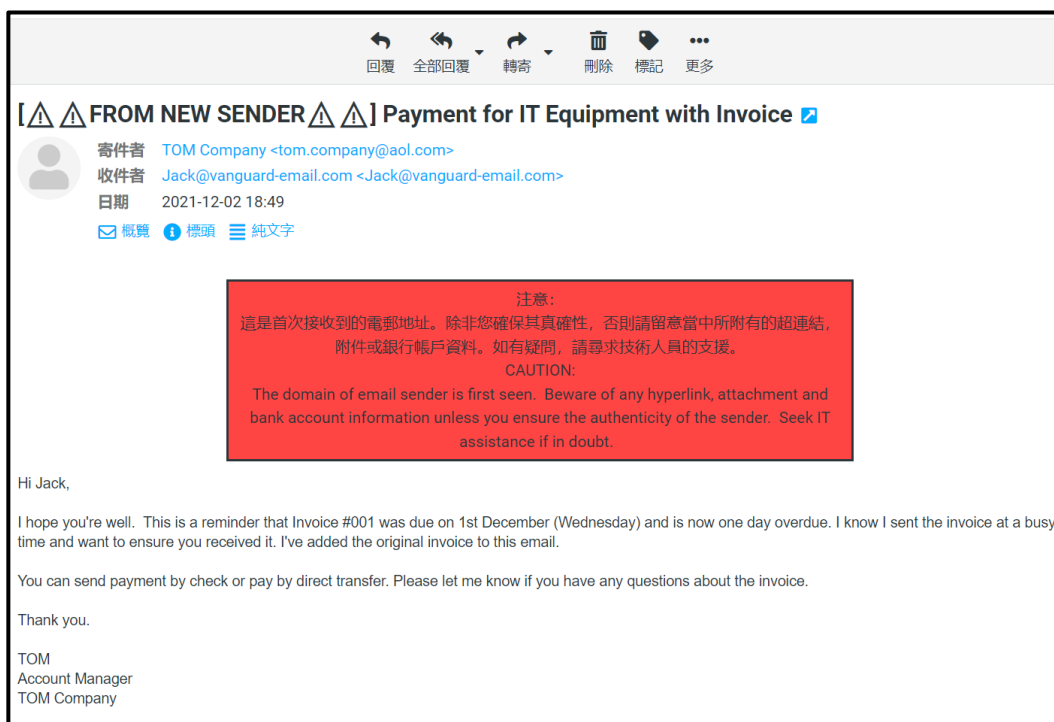 回覆 全部回覆 轉寄 刪除 標記 更多
[⚠ ⚠FROM NEW SENDER⚠ ⚠] Payment for IT Equipment with Invoice
寄件者 TOM Company <tom.company@aol.com>
收件者 Jack@vanguard-email.com <Jack@vanguard-email.com>
日期 2021-12-02 18:49
概覽 標頭 純文字
注意:
這是首次接收到的電郵地址。除非您確保其真確性，否則請留意當中所附有的超連結，
附件或銀行帳戶資料。如有疑問，請尋求技術人員的支援。
CAUTION:
The domain of email sender is first seen. Beware of any hyperlink, attachment and
bank account information unless you ensure the authenticity of the sender. Seek IT
assistance if in doubt.
Hi Jack,
I hope you're well. This is a reminder that Invoice #001 was due on 1st December (Wednesday) and is now one day overdue. I know I sent the invoice at a busy
time and want to ensure you received it. I've added the original invoice to this email.
You can send payment by check or pay by direct transfer. Please let me know if you have any questions about the invoice.
Thank you.
TOM
Account Manager
TOM Company